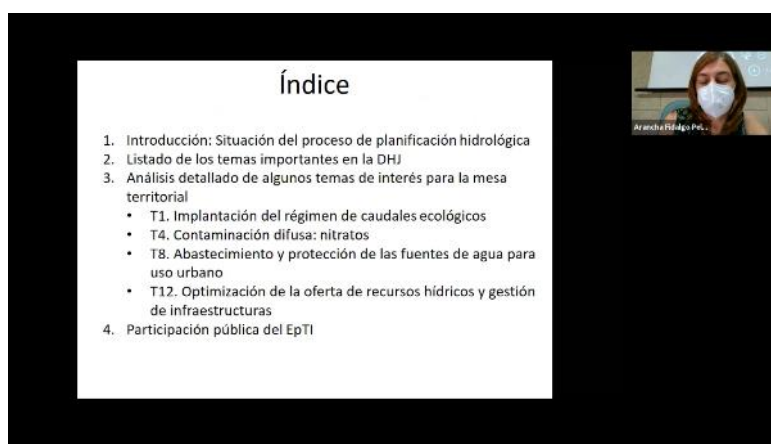 Índice
1. Introducción: Situación del proceso de planificación hidrológica
2. Listado de los temas importantes en la DHJ
3. Análisis detallado de algunos temas de interés para la mesa
territorial
• T1. Implantación del régimen de caudales ecológicos
• T4. Contaminación difusa: nitratos
• T8. Abastecimiento y protección de las fuentes de agua para
uso urbano
• T12. Optimización de la oferta de recursos hídricos y gestión
de infraestructuras
4. Participación pública del EpTI
Arancha Fidalgo Pel...